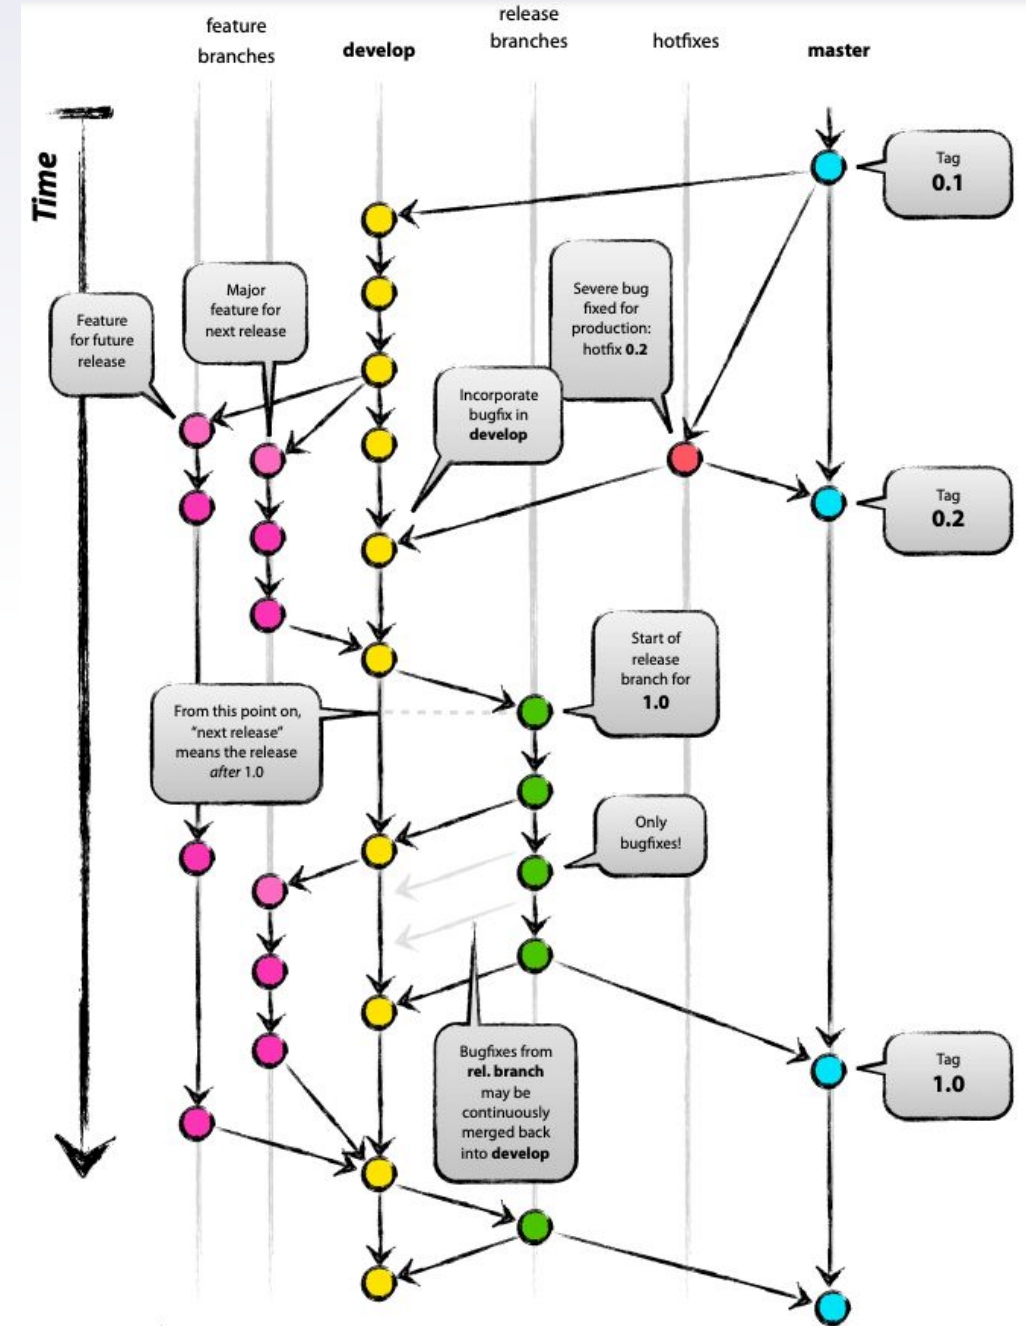 feature
branches
develop
release
branches
hotfixes
master
Time
Tag
0.1
Feature
for future
release
Major
feature for
next release
Severe bug
fixed for
production:
hotfix 0.2
Incorporate
bugfix in
develop
Tag
0.2
Start of
release
branch for
1.0
From this point on,
“next release”
means the release
after 1.0
Only
bugfixes!
Bugfixes from
rel. branch
may be
continuously
merged back
into develop
Tag
1.0